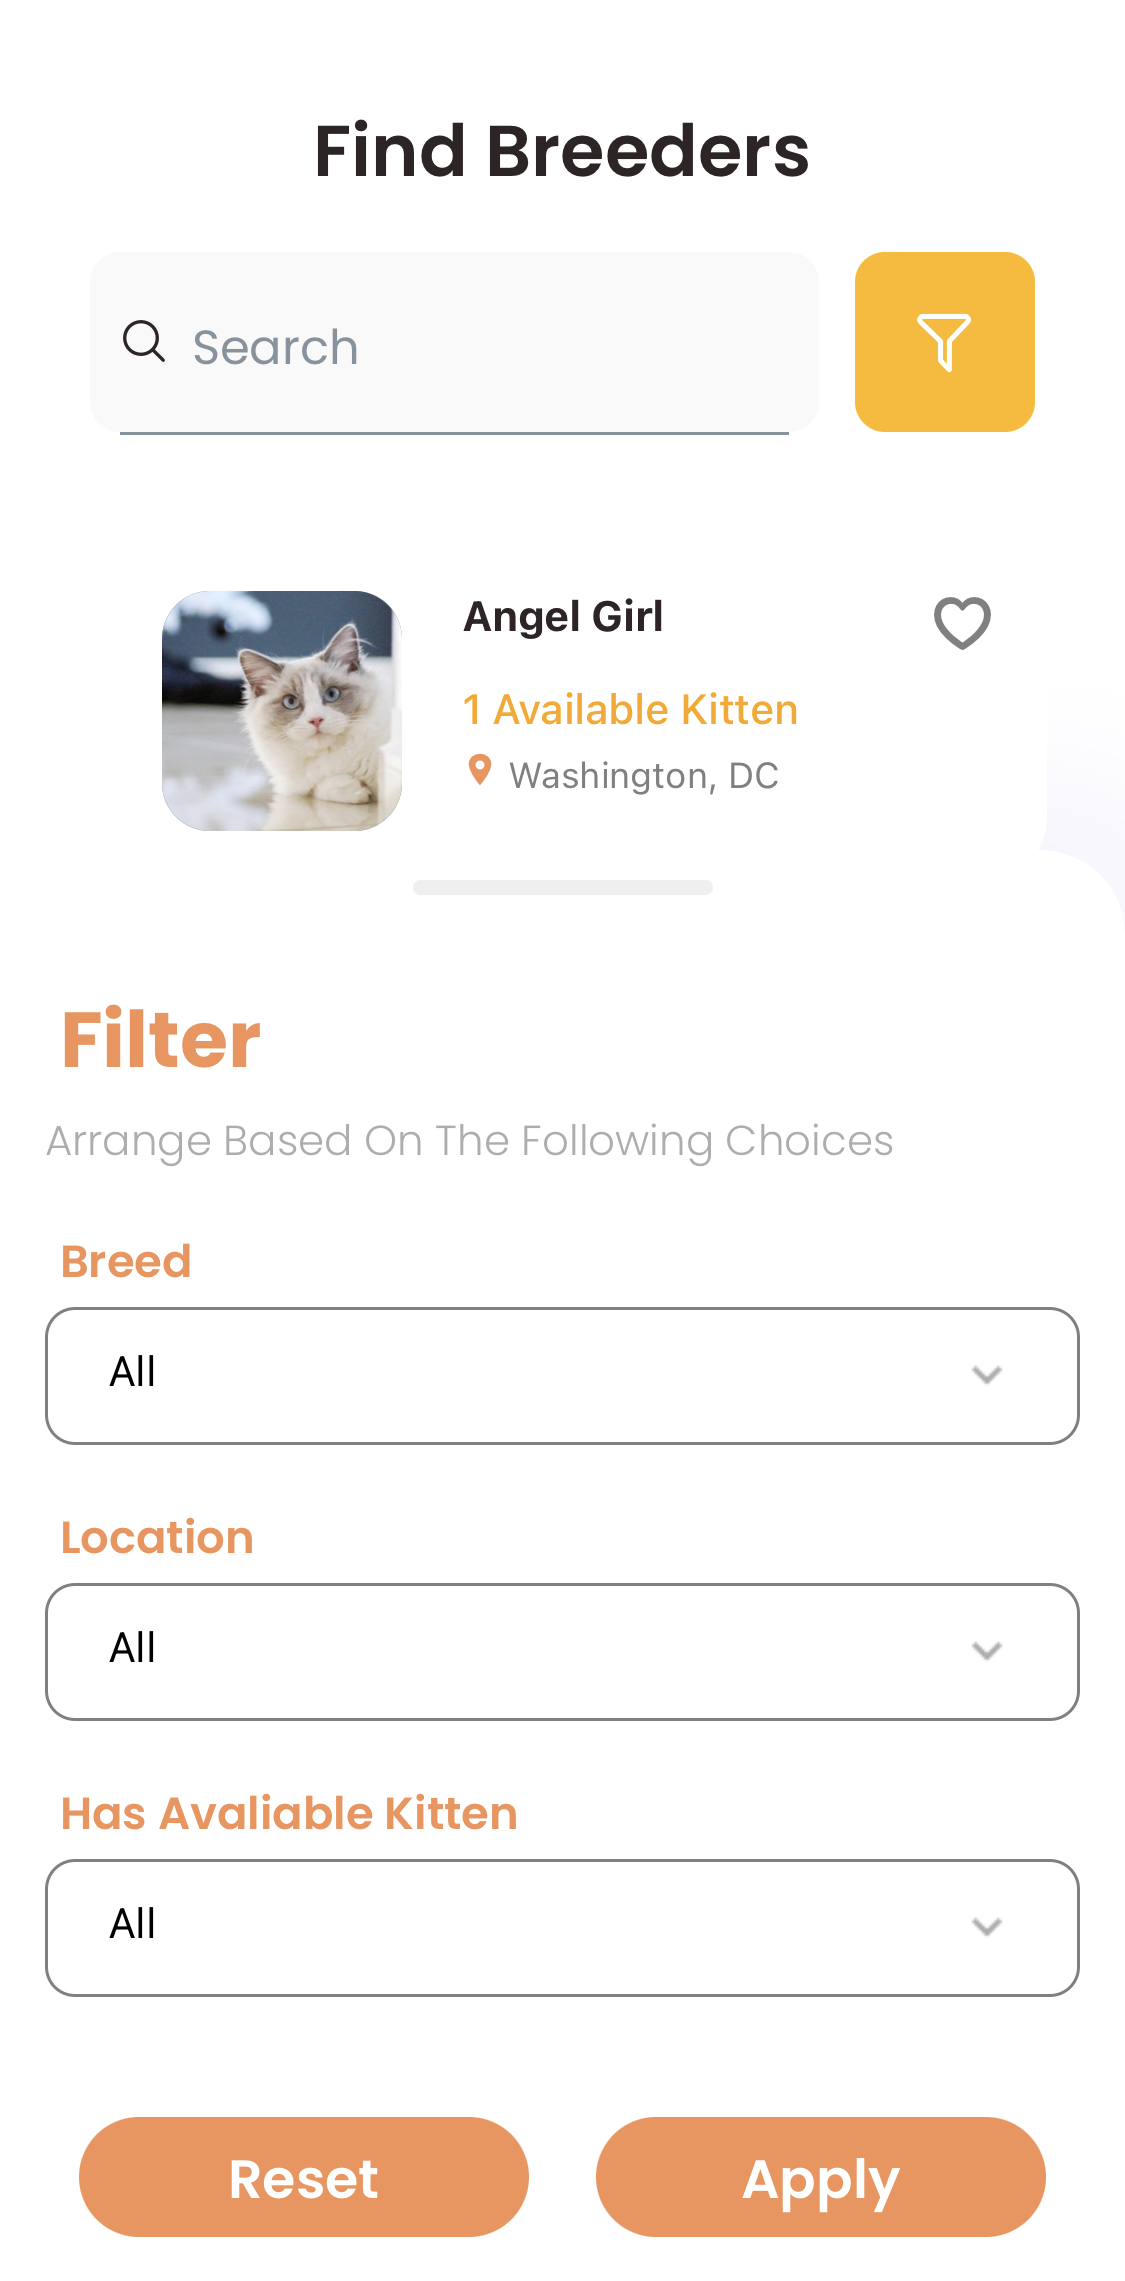 Find Breeders
Search
Angel Girl
1 Available Kitten
Washington, DC
Filter
Arrange Based On The Following Choices
Breed
All
Location
All
Has Avaliable Kitten
All
Reset
Apply